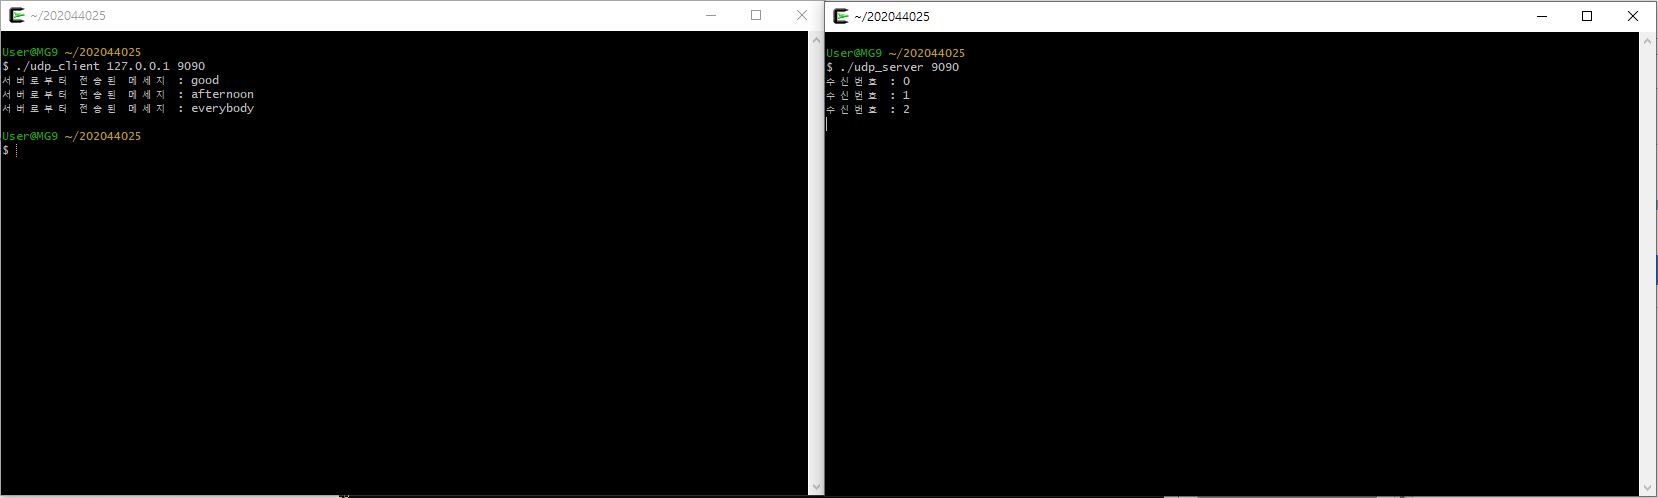 ~/202044025
User@MG9 ~/202044025
$ ./udp_client 127.0.0.1 9090
서버로부터 전송된 메세지 : good
서버로부터 전송된 메세지 : afternoon
서버로부터 전송된 메세지 : everybody
User@MG9 ~/202044025
$
~/202044025
User@MG9 ~/202044025
$ ./udp_server 9090
수신번호 : 0
수신번호 : 1
수신번호 : 2